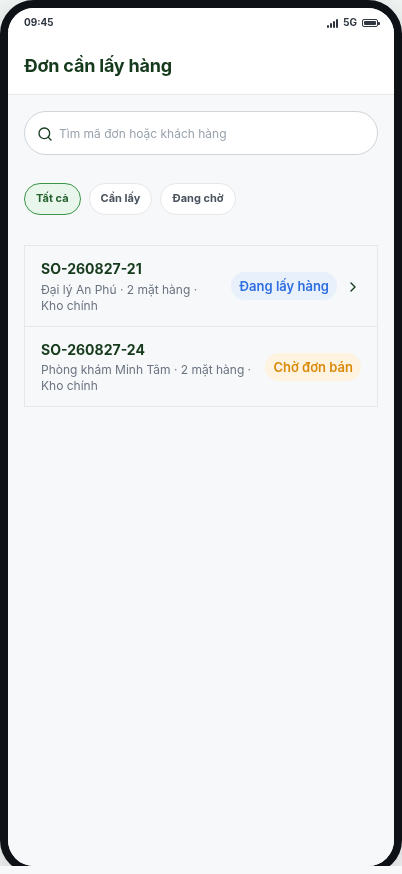 09:45
5G
Đơn cần lấy hàng
Tìm mã đơn hoặc khách hàng
Tất cả
Cần lấy
Đang chờ
SO-260827-21
Đại lý An Phú · 2 mặt hàng ·
Kho chính
Đang lấy hàng
SO-260827-24
Phòng khám Minh Tâm · 2 mặt hàng ·
Kho chính
Chờ đơn bán